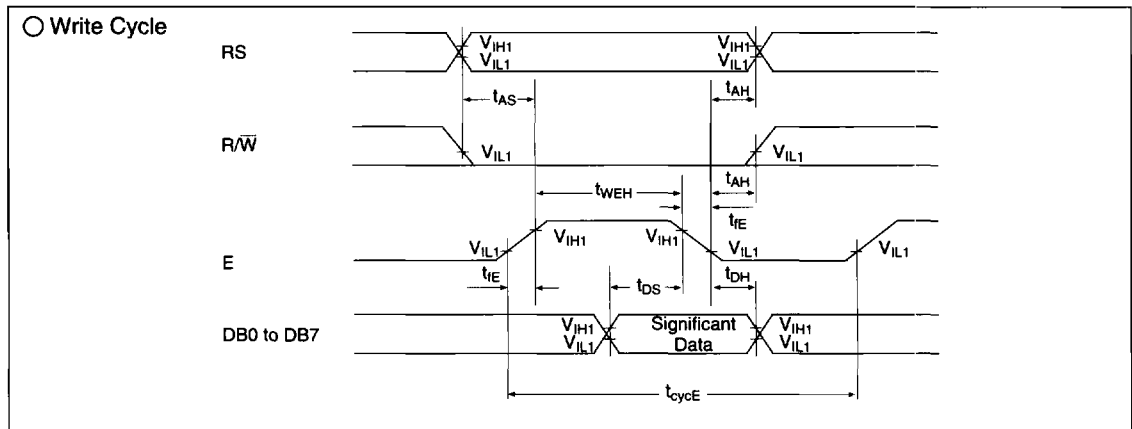 ○ Write Cycle
RS
V_IH1
V_IL1
V_IH1
V_IL1
t_AS
t_AH
R/W̅
V_IL1
V_IL1
t_WEH
t_AH
t_fE
E
V_IL1
V_IH1
V_IH1
V_IL1
V_IL1
t_fE
t_DS
t_DH
DB0 to DB7
V_IH1
V_IL1
Significant
Data
V_IH1
V_IL1
t_cycE